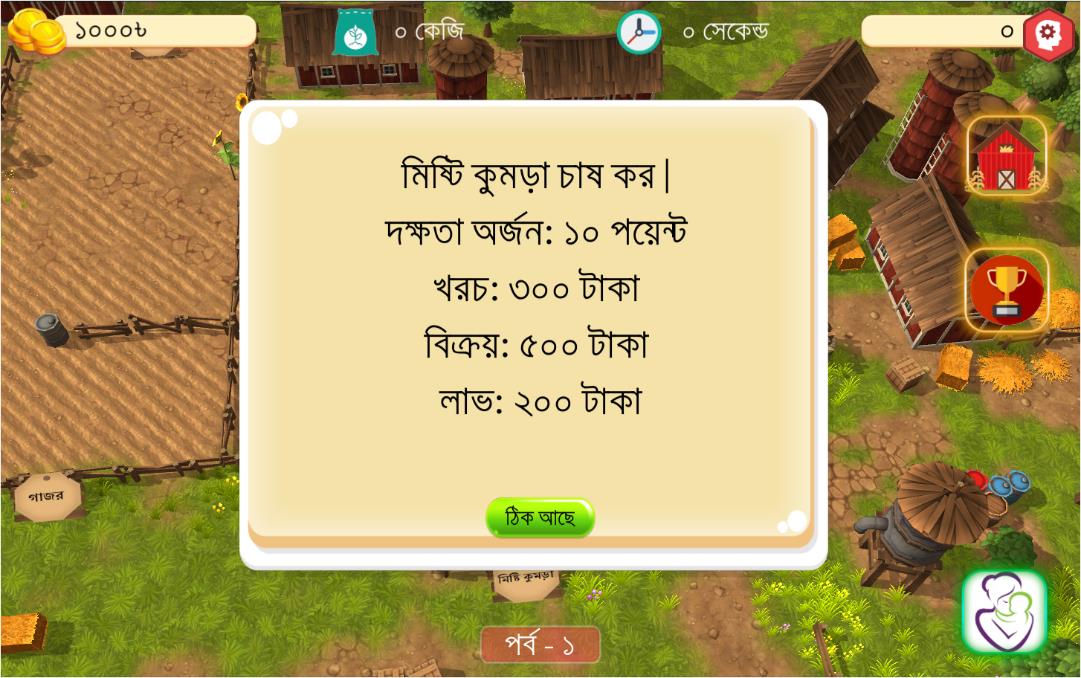 ১০০০৳
০ কেজি
০ সেকেন্ড
০
মিষ্টি কুমড়া চাষ কর|
দক্ষতা অর্জন: ১০ পয়েন্ট
খরচ: ৩০০ টাকা
বিক্রয়: ৫০০ টাকা
লাভ: ২০০ টাকা
গাজর
ঠিক আছে
মিষ্টি কুমড়া
পর্ব - ১